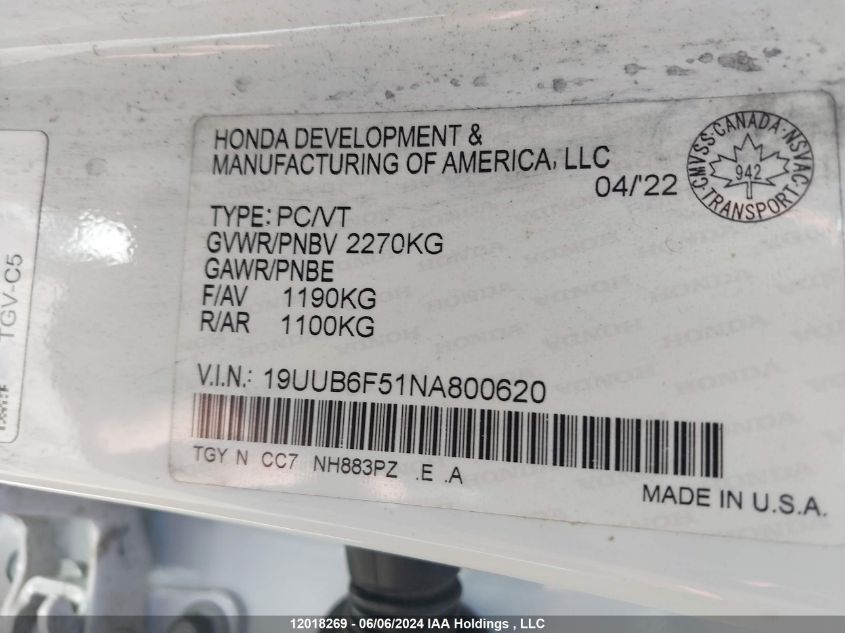 HONDA DEVELOPMENT &
MANUFACTURING OF AMERICA, LLC
04/'22
CMVSS · CANADA · NSVAC
942
TRANSPORT
TYPE: PC/VT
GVWR/PNBV 2270KG
GAWR/PNBE
F/AV 1190KG
R/AR 1100KG
V.I.N.: 19UUB6F51NA800620
TGY N CC7 NH883PZ .E .A
MADE IN U.S.A.
TGV-C5
12018269 - 06/06/2024 IAA Holdings , LLC